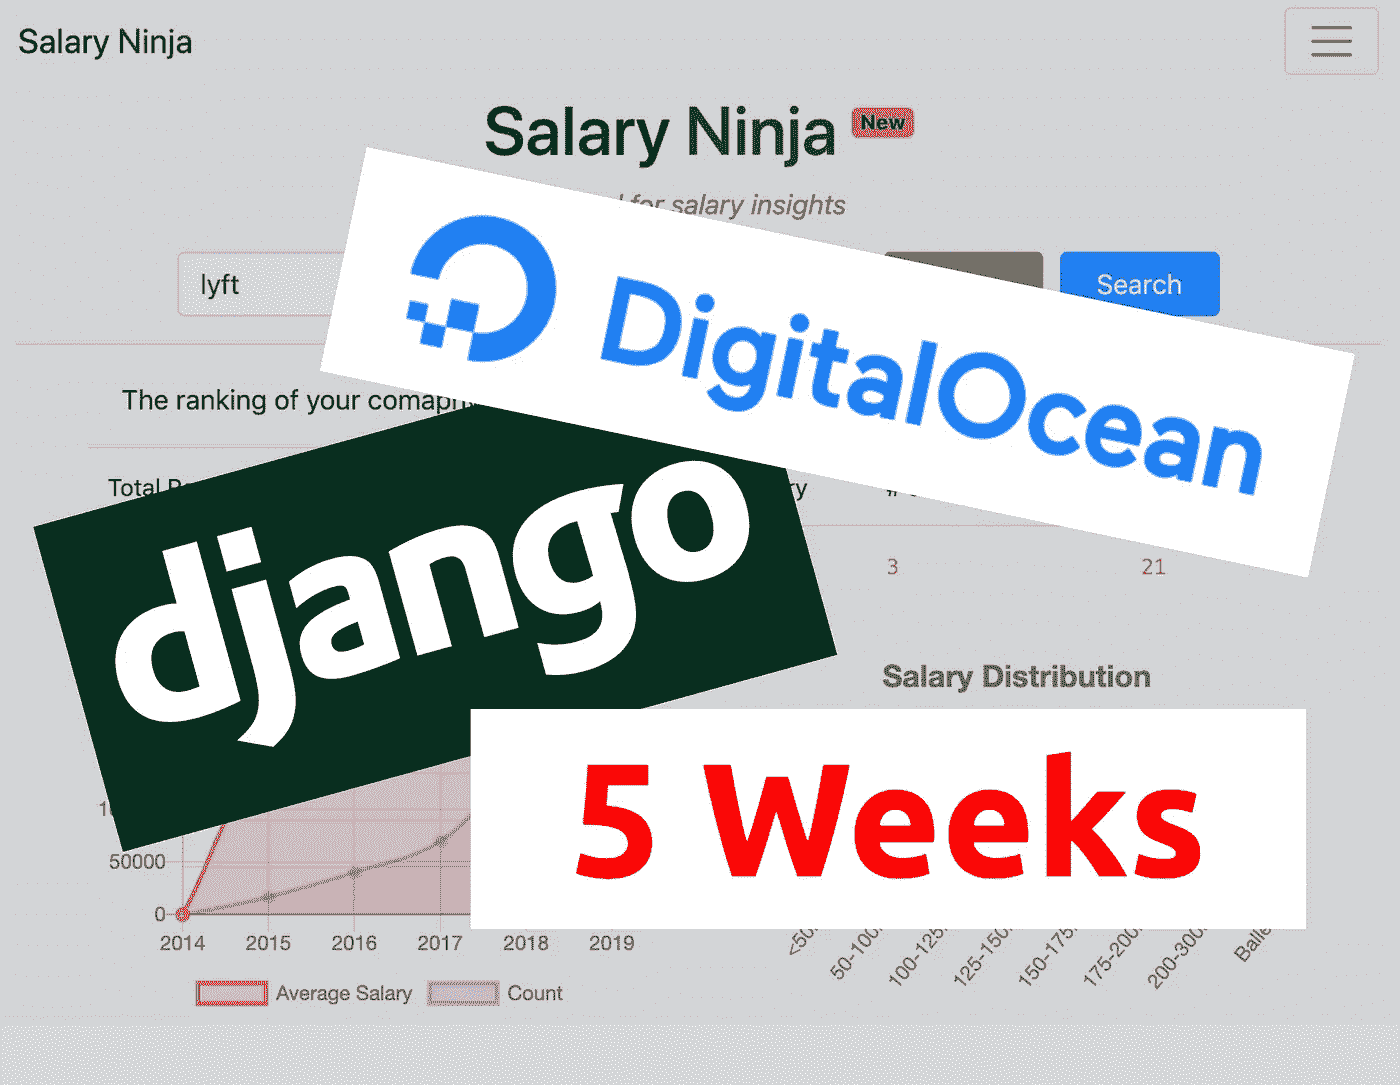 Salary Ninja
Salary Ninja New
for salary insights
lyft
Search
DigitalOcean
The ranking of your
Total
django
3 21
Salary Distribution
5 Weeks
50000
0
2014 2015 2016 2017 2018 2019
Average Salary Count